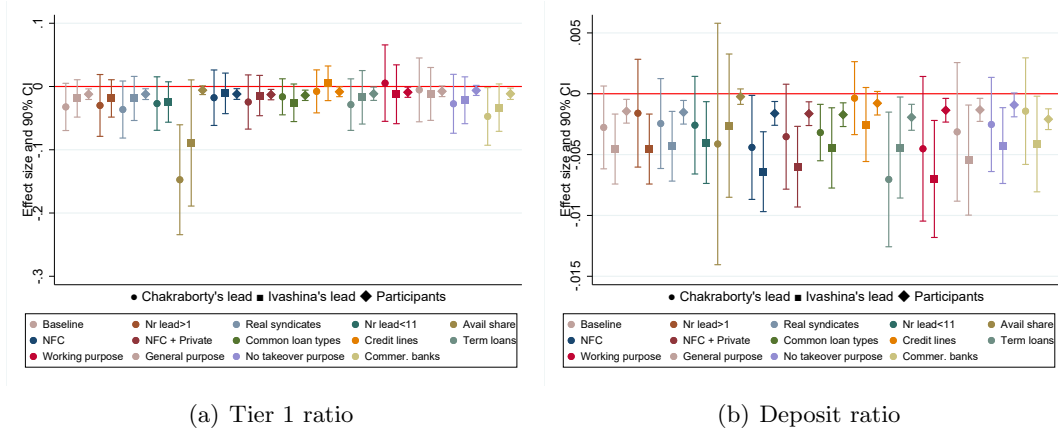 Effect size and 90% CI
.1
0
-.1
-.2
-.3
● Chakraborty's lead ■ Ivashina's lead ◆ Participants
Baseline Nr lead>1 Real syndicates Nr lead<11 Avail share
NFC NFC + Private Common loan types Credit lines Term loans
Working purpose General purpose No takeover purpose Commer. banks
(a) Tier 1 ratio
Effect size and 90% CI
.005
0
-.005
-.01
-.015
● Chakraborty's lead ■ Ivashina's lead ◆ Participants
Baseline Nr lead>1 Real syndicates Nr lead<11 Avail share
NFC NFC + Private Common loan types Credit lines Term loans
Working purpose General purpose No takeover purpose Commer. banks
(b) Deposit ratio